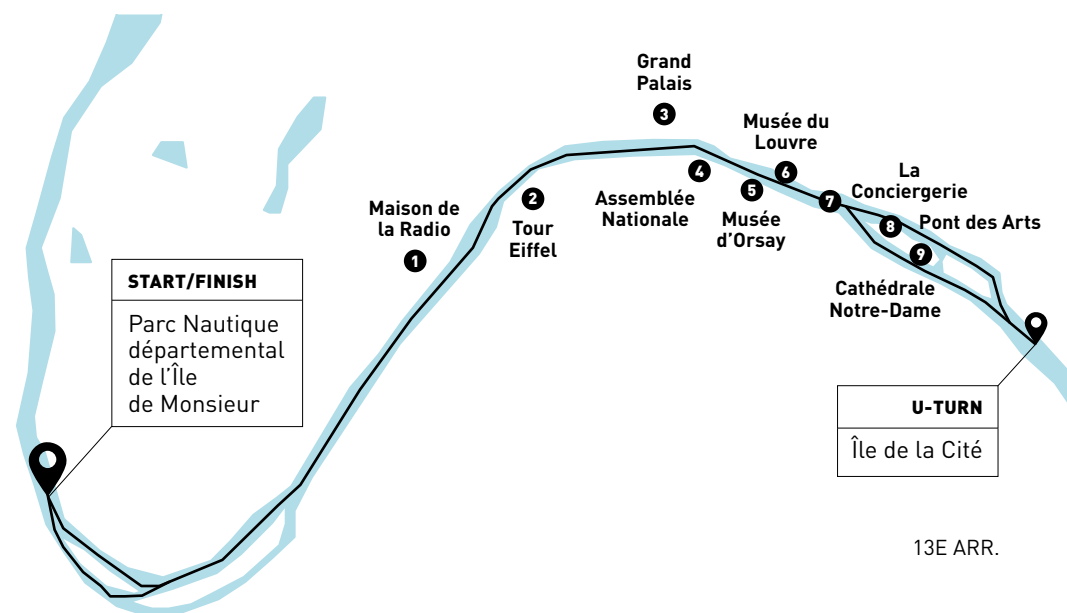 Grand
Palais
3
Musée du
Louvre
6
La
Conciergerie
4
5
7
Pont des Arts
8
Assemblée
Nationale
Musée
d'Orsay
2
Tour
Eiffel
Maison de
la Radio
1
9
Cathédrale
Notre-Dame
START/FINISH
Parc Nautique
départemental
de l'Île
de Monsieur
U-TURN
Île de la Cité
13E ARR.